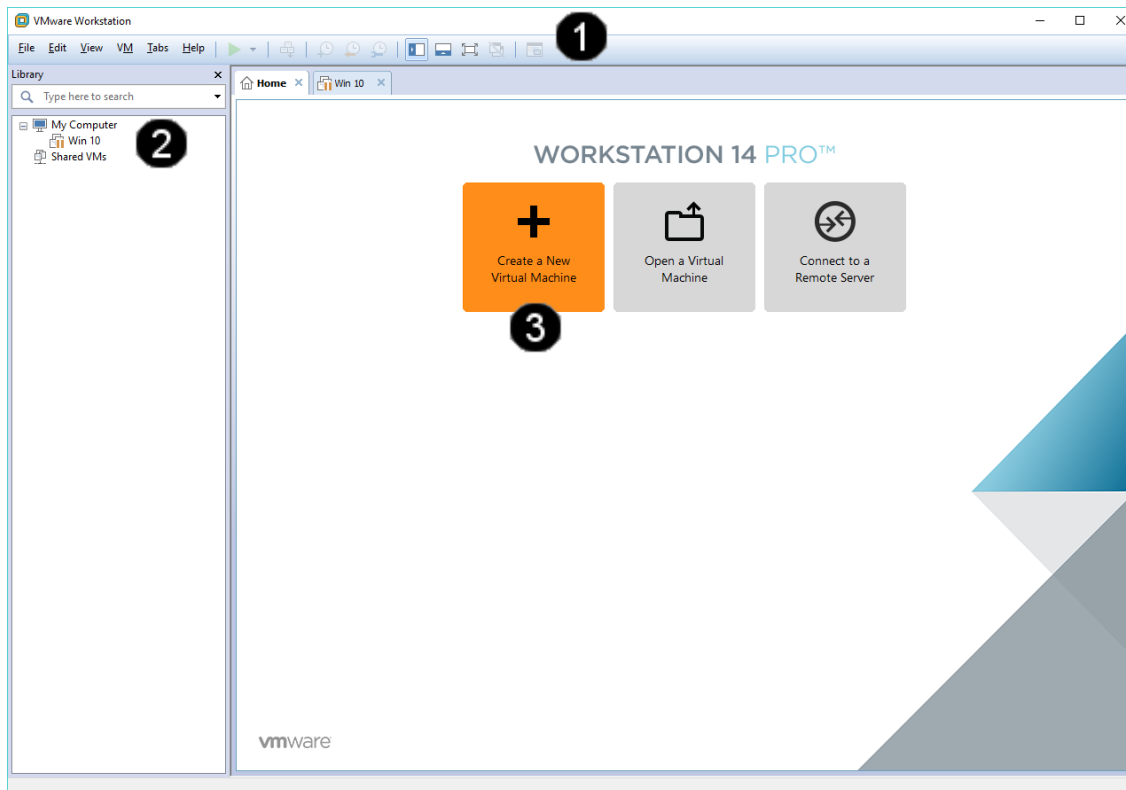 VMware Workstation
File Edit View VM Tabs Help
1
Library
Type here to search
My Computer
Win 10
Shared VMs
2
Home
Win 10
WORKSTATION 14 PRO™
Create a New
Virtual Machine
Open a Virtual
Machine
Connect to a
Remote Server
3
vmware